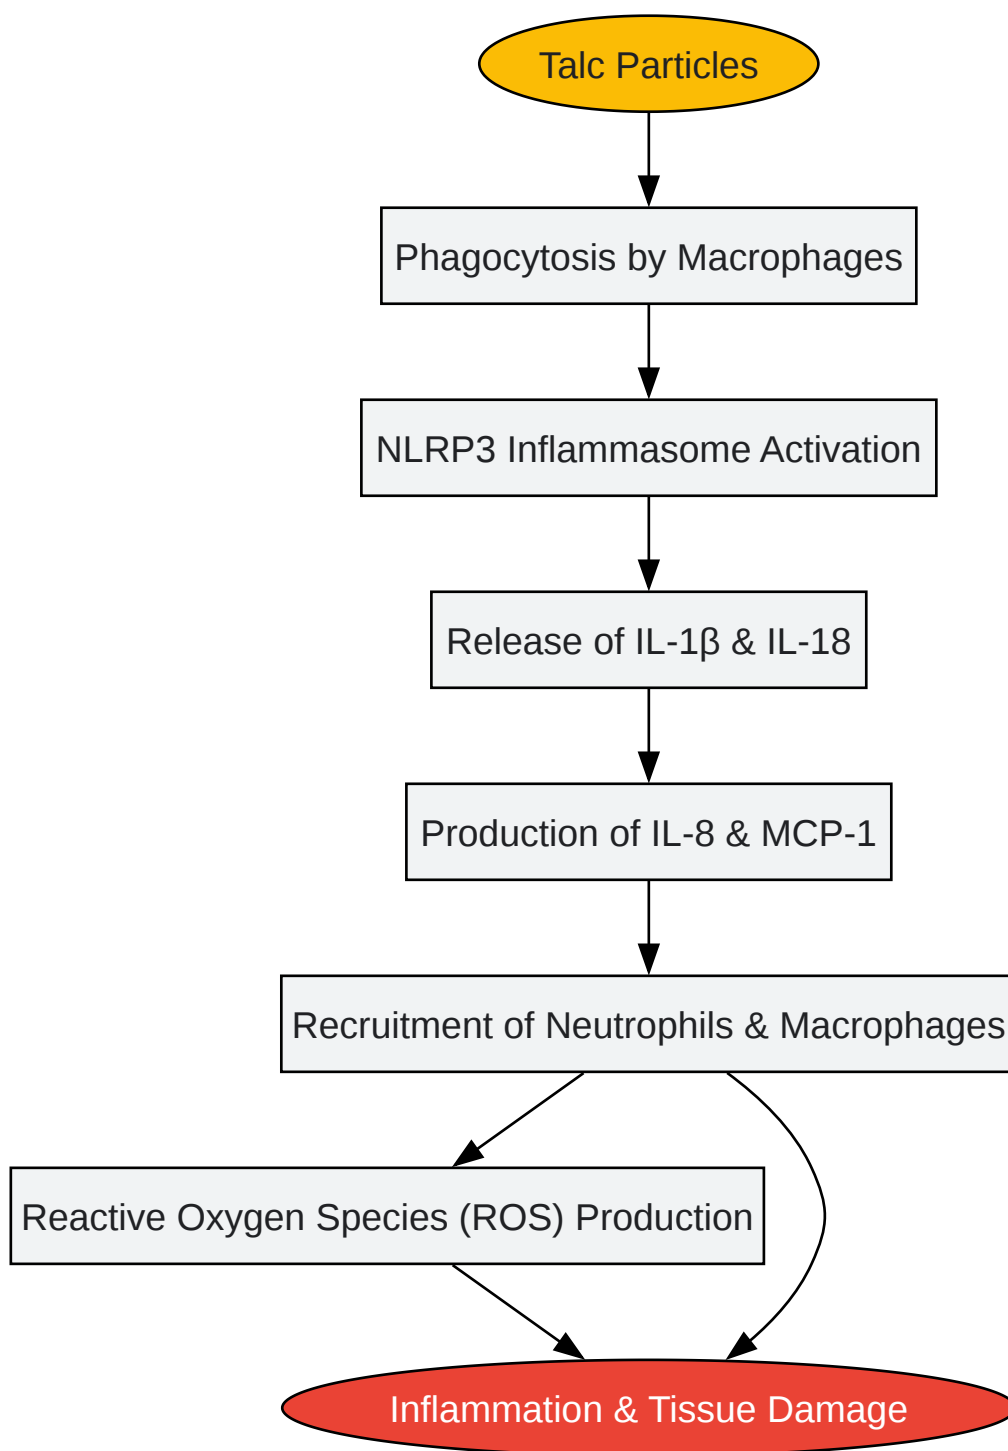 Talc Particles
Phagocytosis by Macrophages
NLRP3 Inflammasome Activation
Release of IL-1β & IL-18
Production of IL-8 & MCP-1
Recruitment of Neutrophils & Macrophages
Reactive Oxygen Species (ROS) Production
Inflammation & Tissue Damage